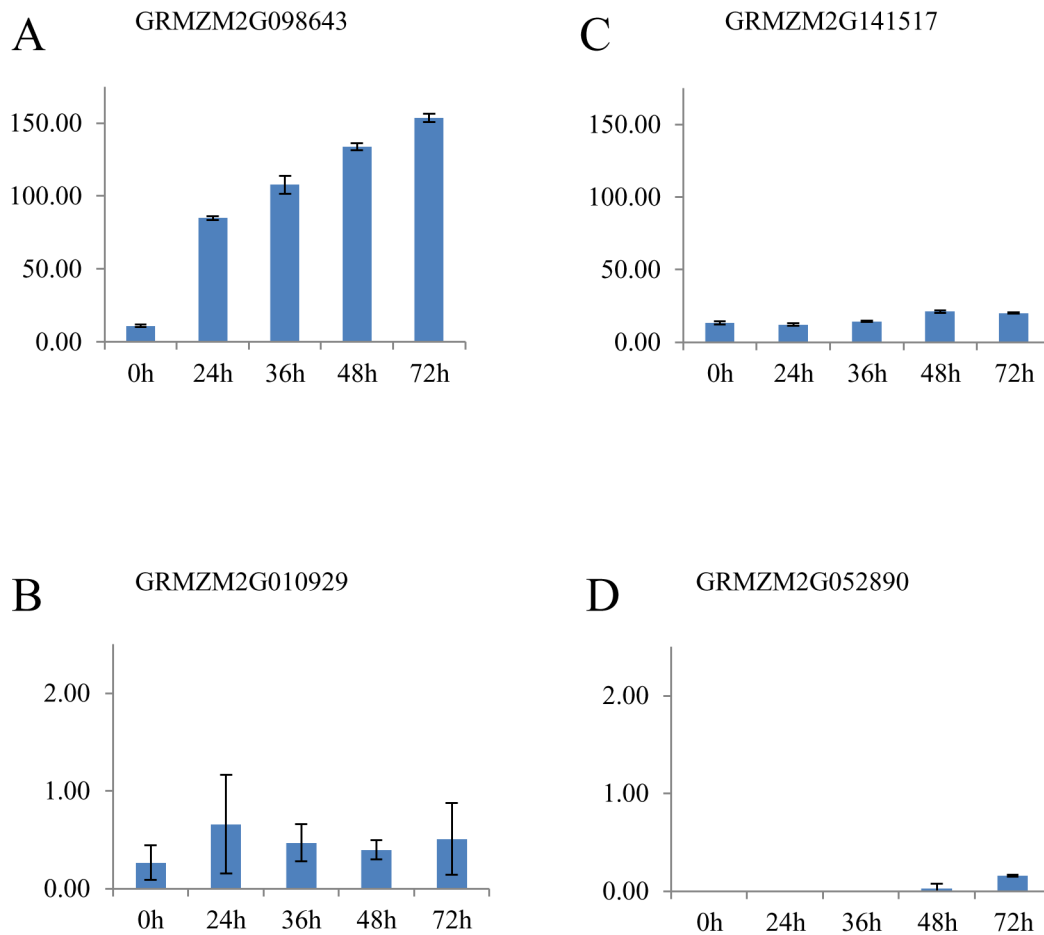 A
GRMZM2G098643
150.00
100.00
50.00
0.00
0h 24h 36h 48h 72h
C
GRMZM2G141517
150.00
100.00
50.00
0.00
0h 24h 36h 48h 72h
B
GRMZM2G010929
2.00
1.00
0.00
0h 24h 36h 48h 72h
D
GRMZM2G052890
2.00
1.00
0.00
0h 24h 36h 48h 72h